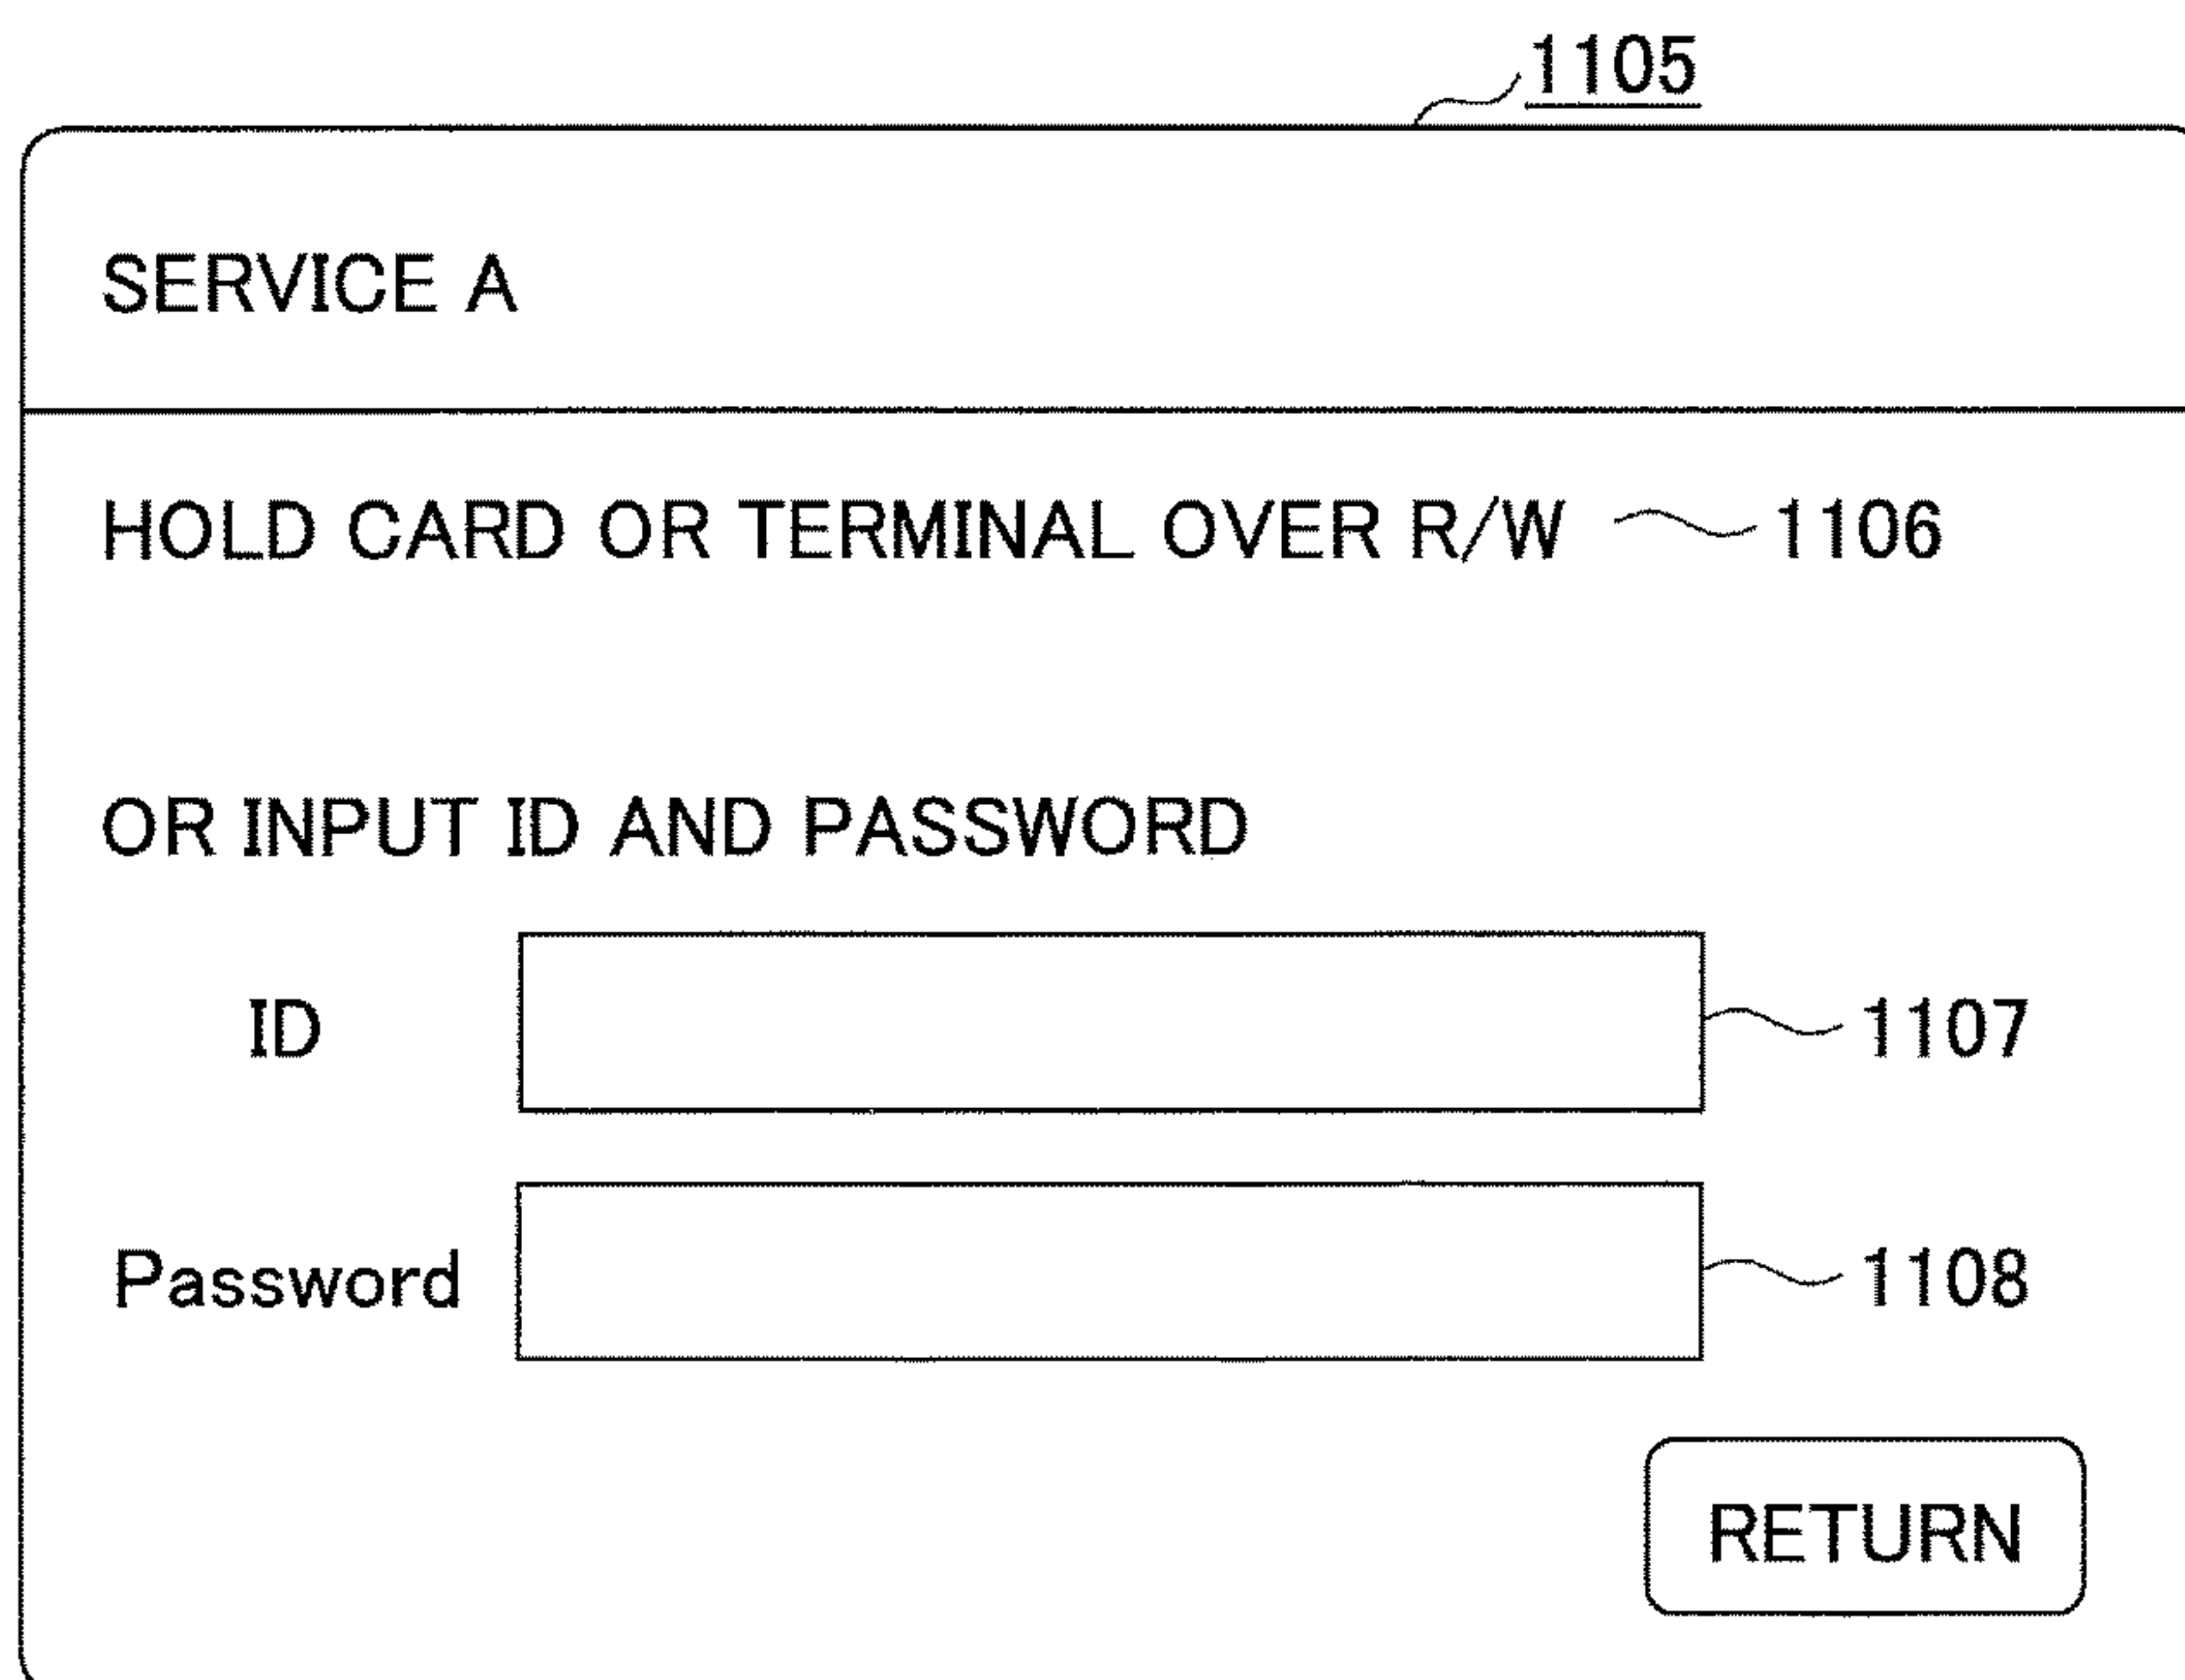 1105
SERVICE A
HOLD CARD OR TERMINAL OVER R/W 1106
OR INPUT ID AND PASSWORD
ID 1107
Password 1108
RETURN